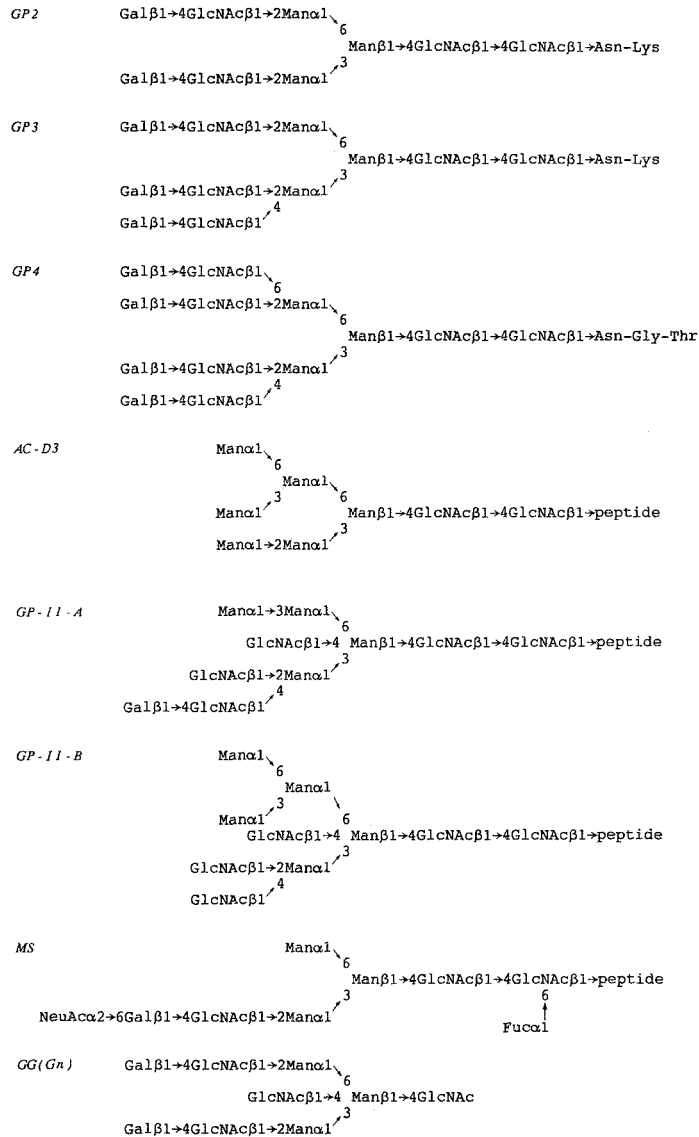 GP2 Galβ1→4GlcNAcβ1→2Manα1↘
6
Manβ1→4GlcNAcβ1→4GlcNAcβ1→Asn-Lys
3
Galβ1→4GlcNAcβ1→2Manα1↗
GP3 Galβ1→4GlcNAcβ1→2Manα1↘
6
Manβ1→4GlcNAcβ1→4GlcNAcβ1→Asn-Lys
3
Galβ1→4GlcNAcβ1→2Manα1↗
4
Galβ1→4GlcNAcβ1↗
GP4 Galβ1→4GlcNAcβ1↘
6
Galβ1→4GlcNAcβ1→2Manα1↘
6
Manβ1→4GlcNAcβ1→4GlcNAcβ1→Asn-Gly-Thr
3
Galβ1→4GlcNAcβ1→2Manα1↗
4
Galβ1→4GlcNAcβ1↗
AC-D3 Manα1↘
6
Manα1↘
3 6
Manα1↗ Manβ1→4GlcNAcβ1→4GlcNAcβ1→peptide
3
Manα1→2Manα1↗
GP-II-A Manα1→3Manα1↘
6
GlcNAcβ1→4 Manβ1→4GlcNAcβ1→4GlcNAcβ1→peptide
3
GlcNAcβ1→2Manα1↗
4
Galβ1→4GlcNAcβ1↗
GP-II-B Manα1↘
6
Manα1↘
3 6
Manα1↗
GlcNAcβ1→4 Manβ1→4GlcNAcβ1→4GlcNAcβ1→peptide
3
GlcNAcβ1→2Manα1↗
4
GlcNAcβ1↗
MS Manα1↘
6
Manβ1→4GlcNAcβ1→4GlcNAcβ1→peptide
3 6
NeuAcα2→6Galβ1→4GlcNAcβ1→2Manα1↗ ↑
Fucα1
GG(Gn) Galβ1→4GlcNAcβ1→2Manα1↘
6
GlcNAcβ1→4 Manβ1→4GlcNAc
3
Galβ1→4GlcNAcβ1→2Manα1↗